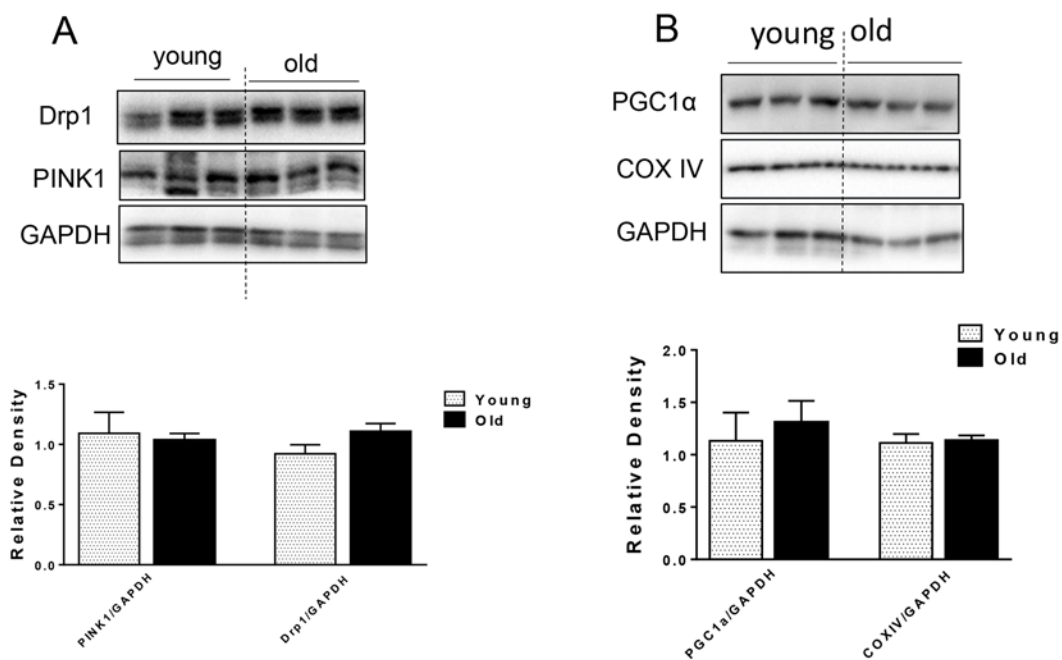 A
young
old
Drp1
PINK1
GAPDH
Relative Density
1.5
1.0
0.5
0.0
PINK1/GAPDH
Drp1/GAPDH
Young
Old
B
young
old
PGC1α
COX IV
GAPDH
Relative Density
2.0
1.5
1.0
0.5
0.0
PGC1a/GAPDH
COXIV/GAPDH
Young
Old